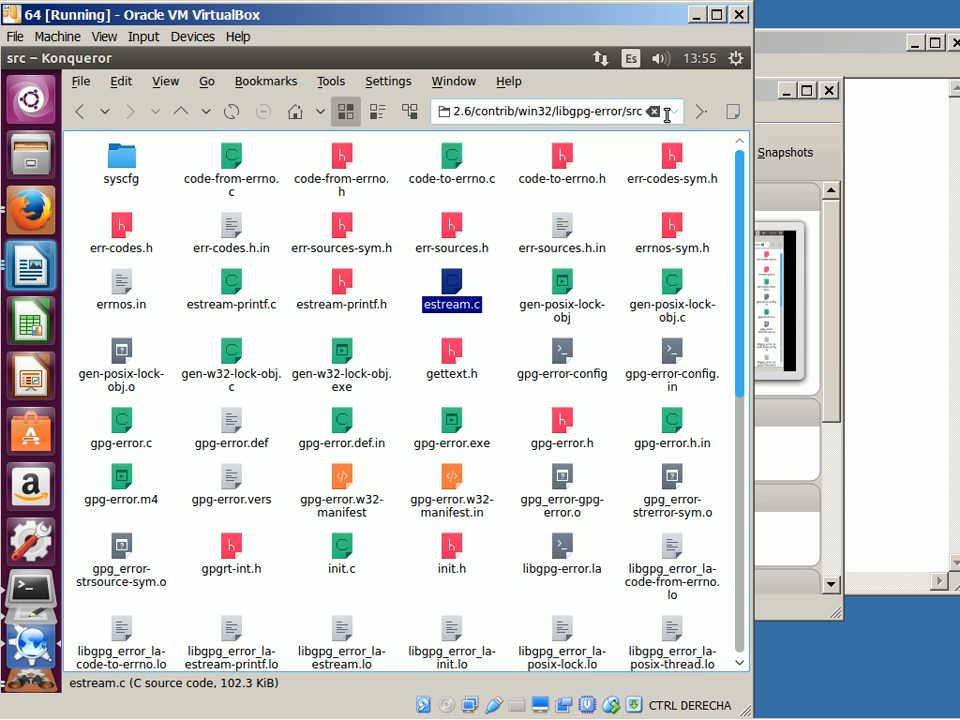 64 [Running] - Oracle VM VirtualBox
File Machine View Input Devices Help
src – Konqueror
Es 13:55
File Edit View Go Bookmarks Tools Settings Window Help
2.6/contrib/win32/libgpg-error/src
Snapshots
syscfg code-from-errno. code-from-errno. code-to-errno.c code-to-errno.h err-codes-sym.h
c h
err-codes.h err-codes.h.in err-sources-sym.h err-sources.h err-sources.h.in errnos-sym.h
errnos.in estream-printf.c estream-printf.h estream.c gen-posix-lock- gen-posix-lock-
obj obj.c
gen-posix-lock- gen-w32-lock-obj. gen-w32-lock-obj. gettext.h gpg-error-config gpg-error-config.
obj.o c exe in
gpg-error.c gpg-error.def gpg-error.def.in gpg-error.exe gpg-error.h gpg-error.h.in
gpg-error.m4 gpg-error.vers gpg-error.w32- gpg-error.w32- gpg_error-gpg- gpg_error-
manifest manifest.in error.o strerror-sym.o
gpg_error- gpgrt-int.h init.c init.h libgpg-error.la libgpg_error_la-
strsource-sym.o code-from-errno.
lo
libgpg_error_la- libgpg_error_la- libgpg_error_la- libgpg_error_la- libgpg_error_la- libgpg_error_la-
code-to-errno.lo estream-printf.lo estream.lo init.lo posix-lock.lo posix-thread.lo
estream.c (C source code, 102.3 KiB)
CTRL DERECHA